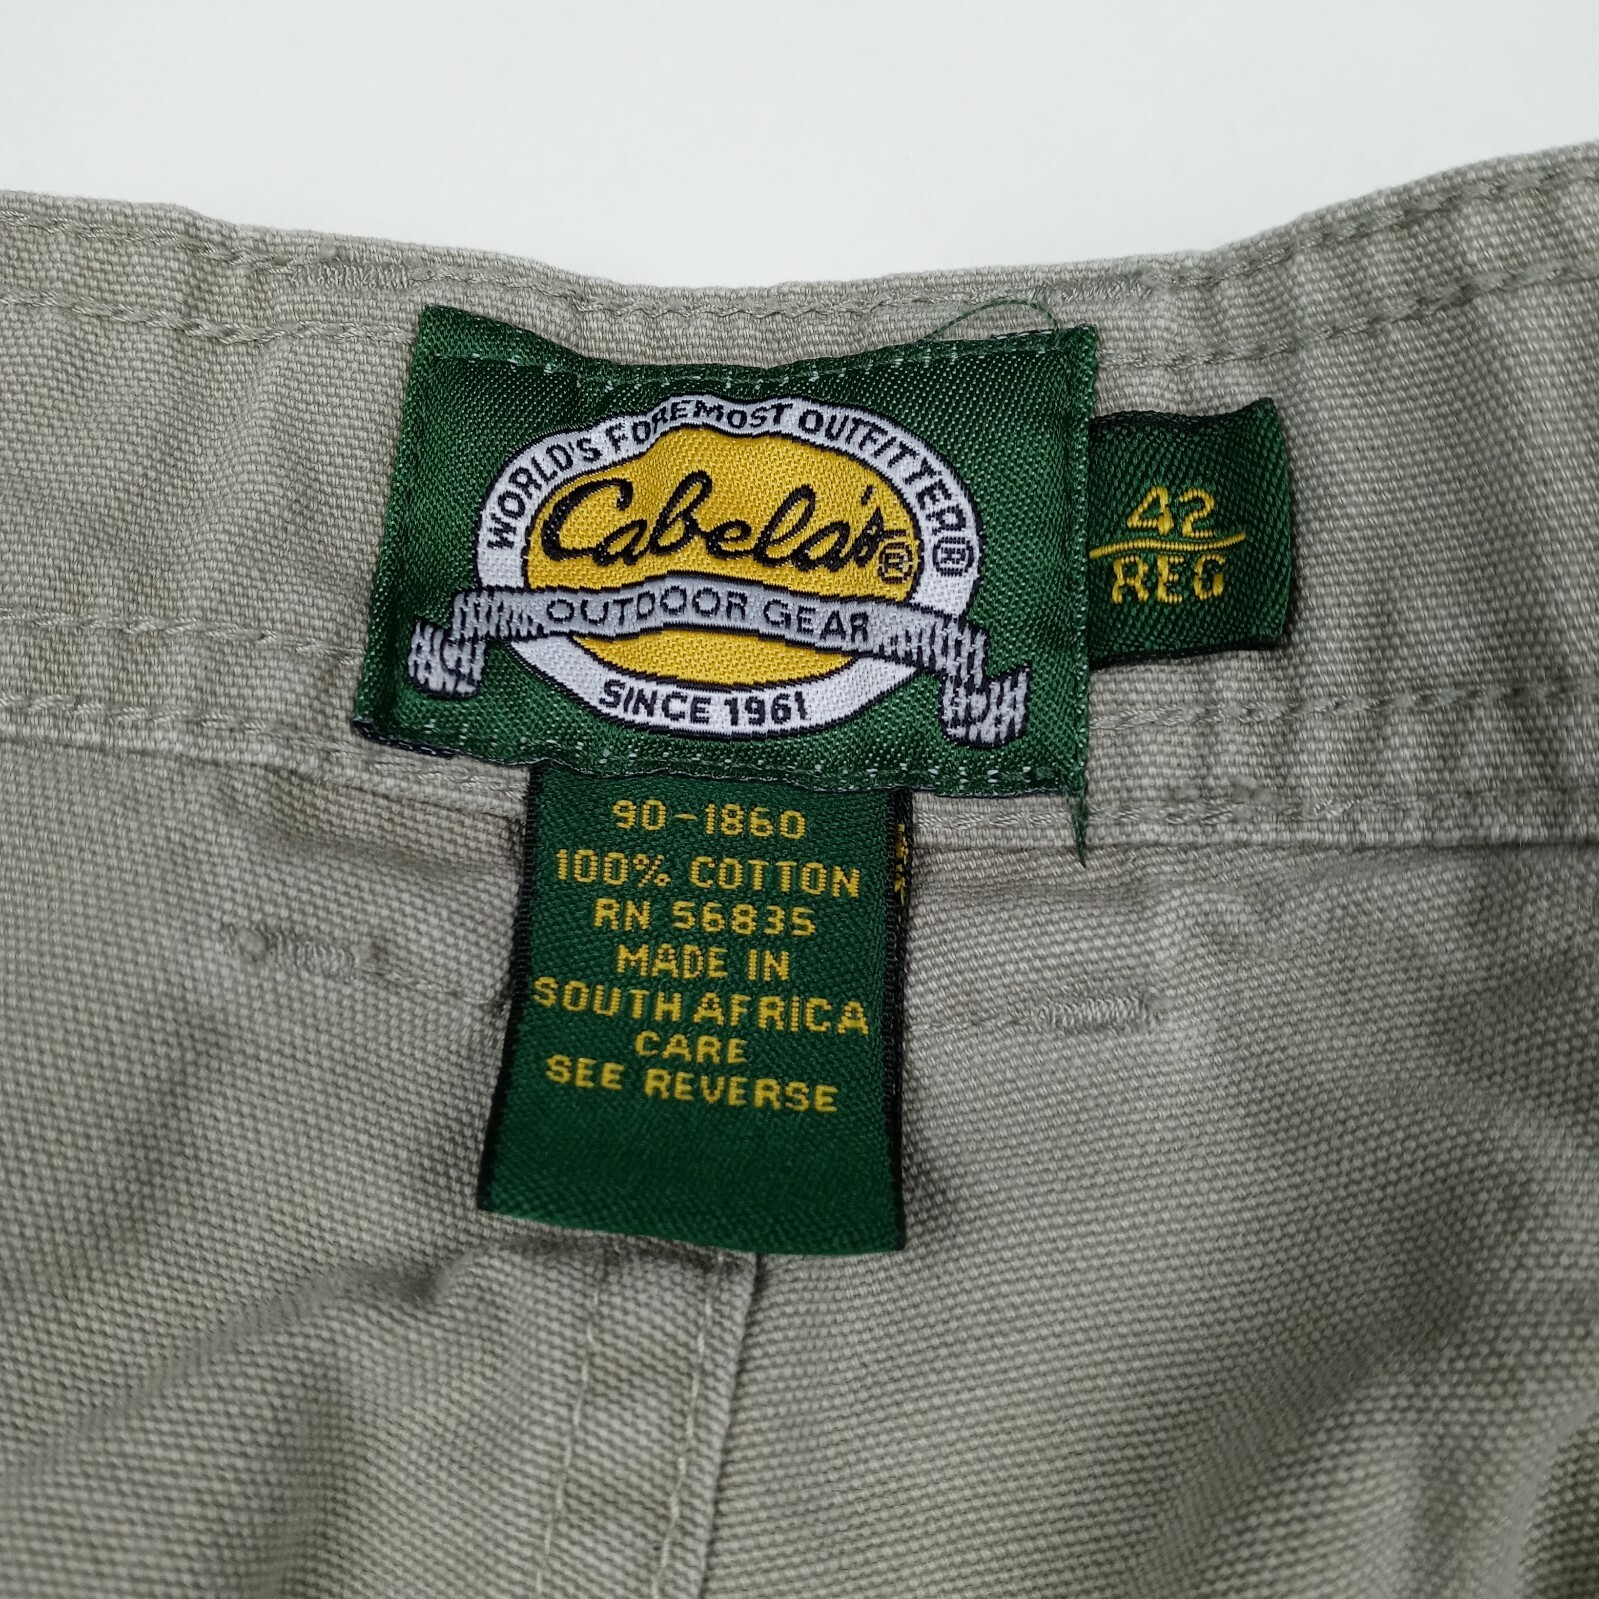 WORLD'S FOREMOST OUTFITTER®
Cabela's®
OUTDOOR GEAR
SINCE 1961
42
REG
90-1860
100% COTTON
RN 56835
MADE IN
SOUTH AFRICA
CARE
SEE REVERSE